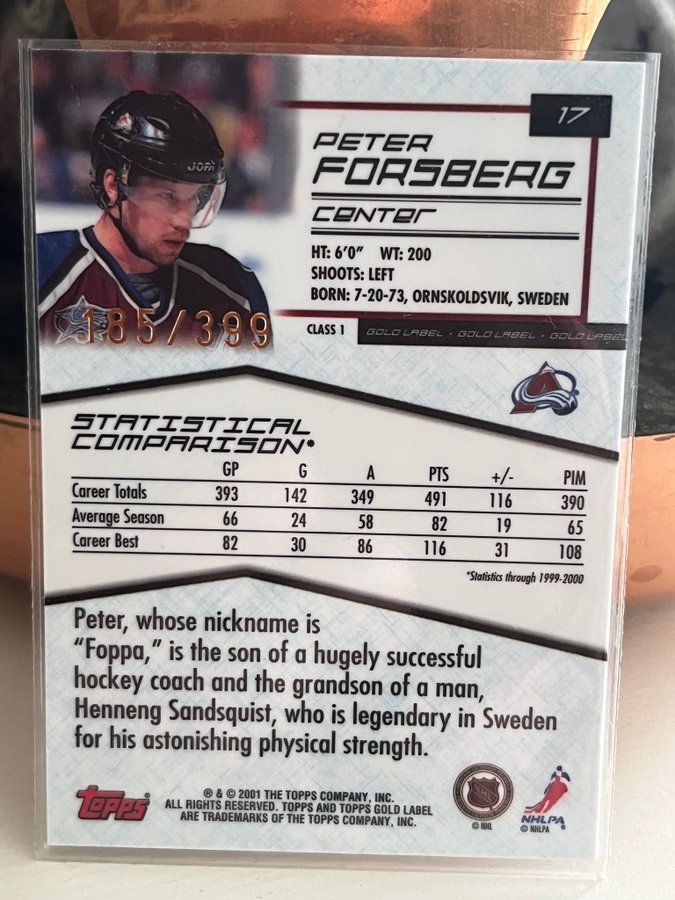 17
PETER
FORSBERG
CENTER
HT: 6'0" WT: 200
SHOOTS: LEFT
BORN: 7-20-73, ORNSKOLDSVIK, SWEDEN
JOFA
185/399
CLASS 1
GOLD LABEL • GOLD LABEL • GOLD LABEL
STATISTICAL
COMPARISON*
GP G A PTS +/- PIM
Career Totals 393 142 349 491 116 390
Average Season 66 24 58 82 19 65
Career Best 82 30 86 116 31 108
*Statistics through 1999-2000
Peter, whose nickname is
"Foppa," is the son of a hugely successful
hockey coach and the grandson of a man,
Henneng Sandsquist, who is legendary in Sweden
for his astonishing physical strength.
topps
® & © 2001 THE TOPPS COMPANY, INC.
ALL RIGHTS RESERVED. TOPPS AND TOPPS GOLD LABEL
ARE TRADEMARKS OF THE TOPPS COMPANY, INC.
NHL
© NHL
NHLPA
© NHLPA